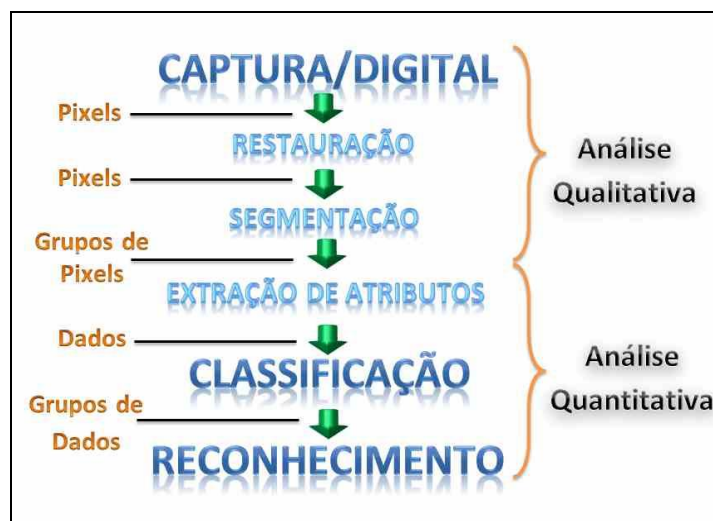 CAPTURA/DIGITAL
Pixels
RESTAURAÇÃO
Pixels
SEGMENTAÇÃO
Grupos de
Pixels
EXTRAÇÃO DE ATRIBUTOS
Dados
CLASSIFICAÇÃO
Grupos de
Dados
RECONHECIMENTO
Análise
Qualitativa
Análise
Quantitativa